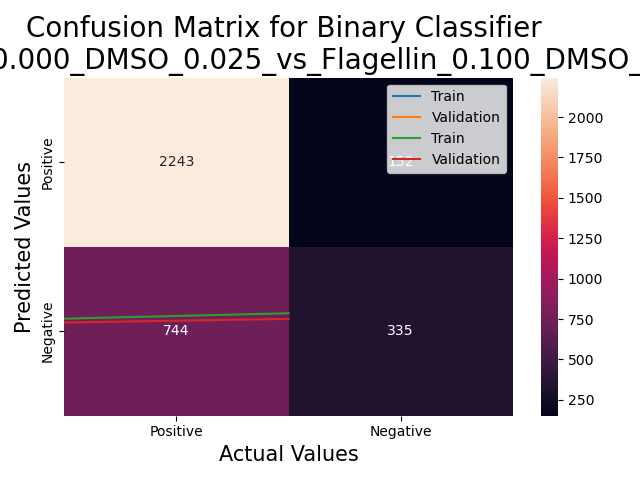 Confusion Matrix for Binary Classifier
0.000_DMSO_0.025_vs_Flagellin_0.100_DMSO_
Train
Validation
Train
Validation
Positive
Negative
Predicted Values
2243
744
335
Positive
Negative
Actual Values
2000
1750
1500
1250
1000
750
500
250